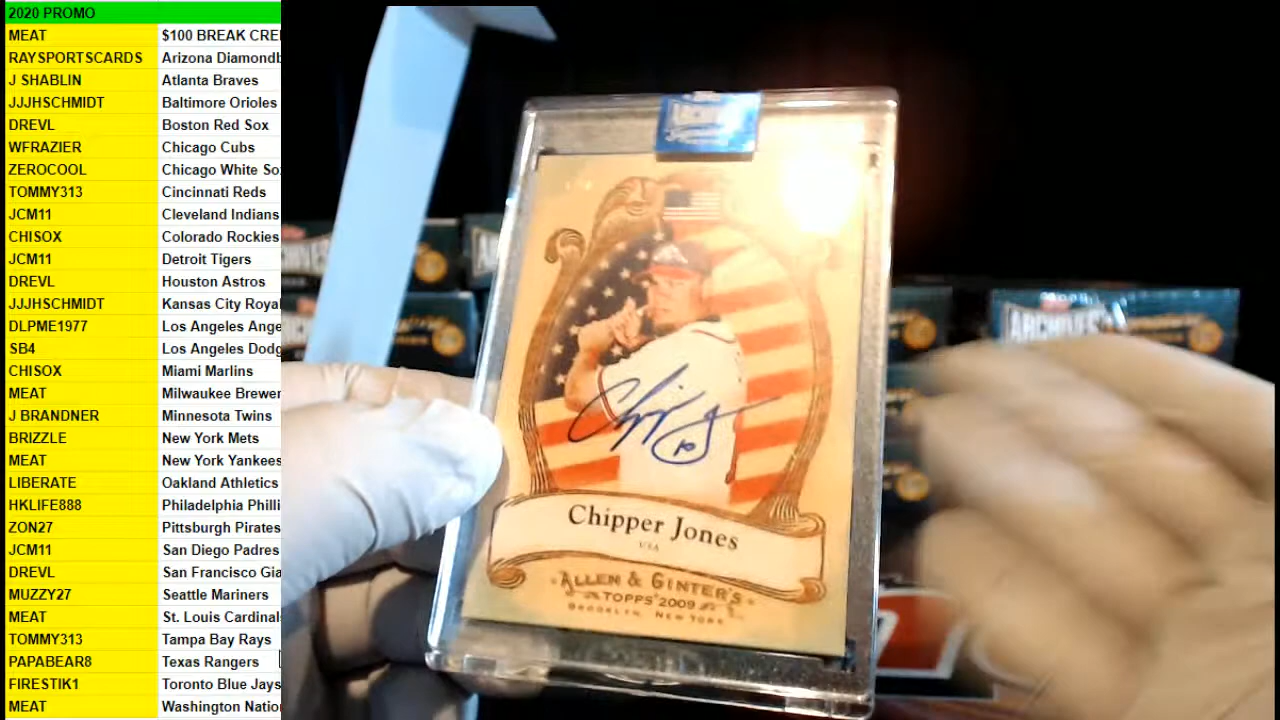 2020 PROMO
MEAT $100 BREAK CRE
RAYSPORTSCARDS Arizona Diamondb
J SHABLIN Atlanta Braves
JJJHSCHMIDT Baltimore Orioles
DREVL Boston Red Sox
WFRAZIER Chicago Cubs
ZEROCOOL Chicago White So
TOMMY313 Cincinnati Reds
JCM11 Cleveland Indians
CHISOX Colorado Rockies
JCM11 Detroit Tigers
DREVL Houston Astros
JJJHSCHMIDT Kansas City Royal
DLPME1977 Los Angeles Ange
SB4 Los Angeles Dodg
CHISOX Miami Marlins
MEAT Milwaukee Brewer
J BRANDNER Minnesota Twins
BRIZZLE New York Mets
MEAT New York Yankees
LIBERATE Oakland Athletics
HKLIFE888 Philadelphia Philli
ZON27 Pittsburgh Pirates
JCM11 San Diego Padres
DREVL San Francisco Gia
MUZZY27 Seattle Mariners
MEAT St. Louis Cardinal
TOMMY313 Tampa Bay Rays
PAPABEAR8 Texas Rangers
FIRESTIK1 Toronto Blue Jays
MEAT Washington Natio
ARCHIVES
Chipper Jones
USA
ALLEN & GINTER'S
TOPPS 2009
BROOKLYN, NEW YORK
ARCHIVES